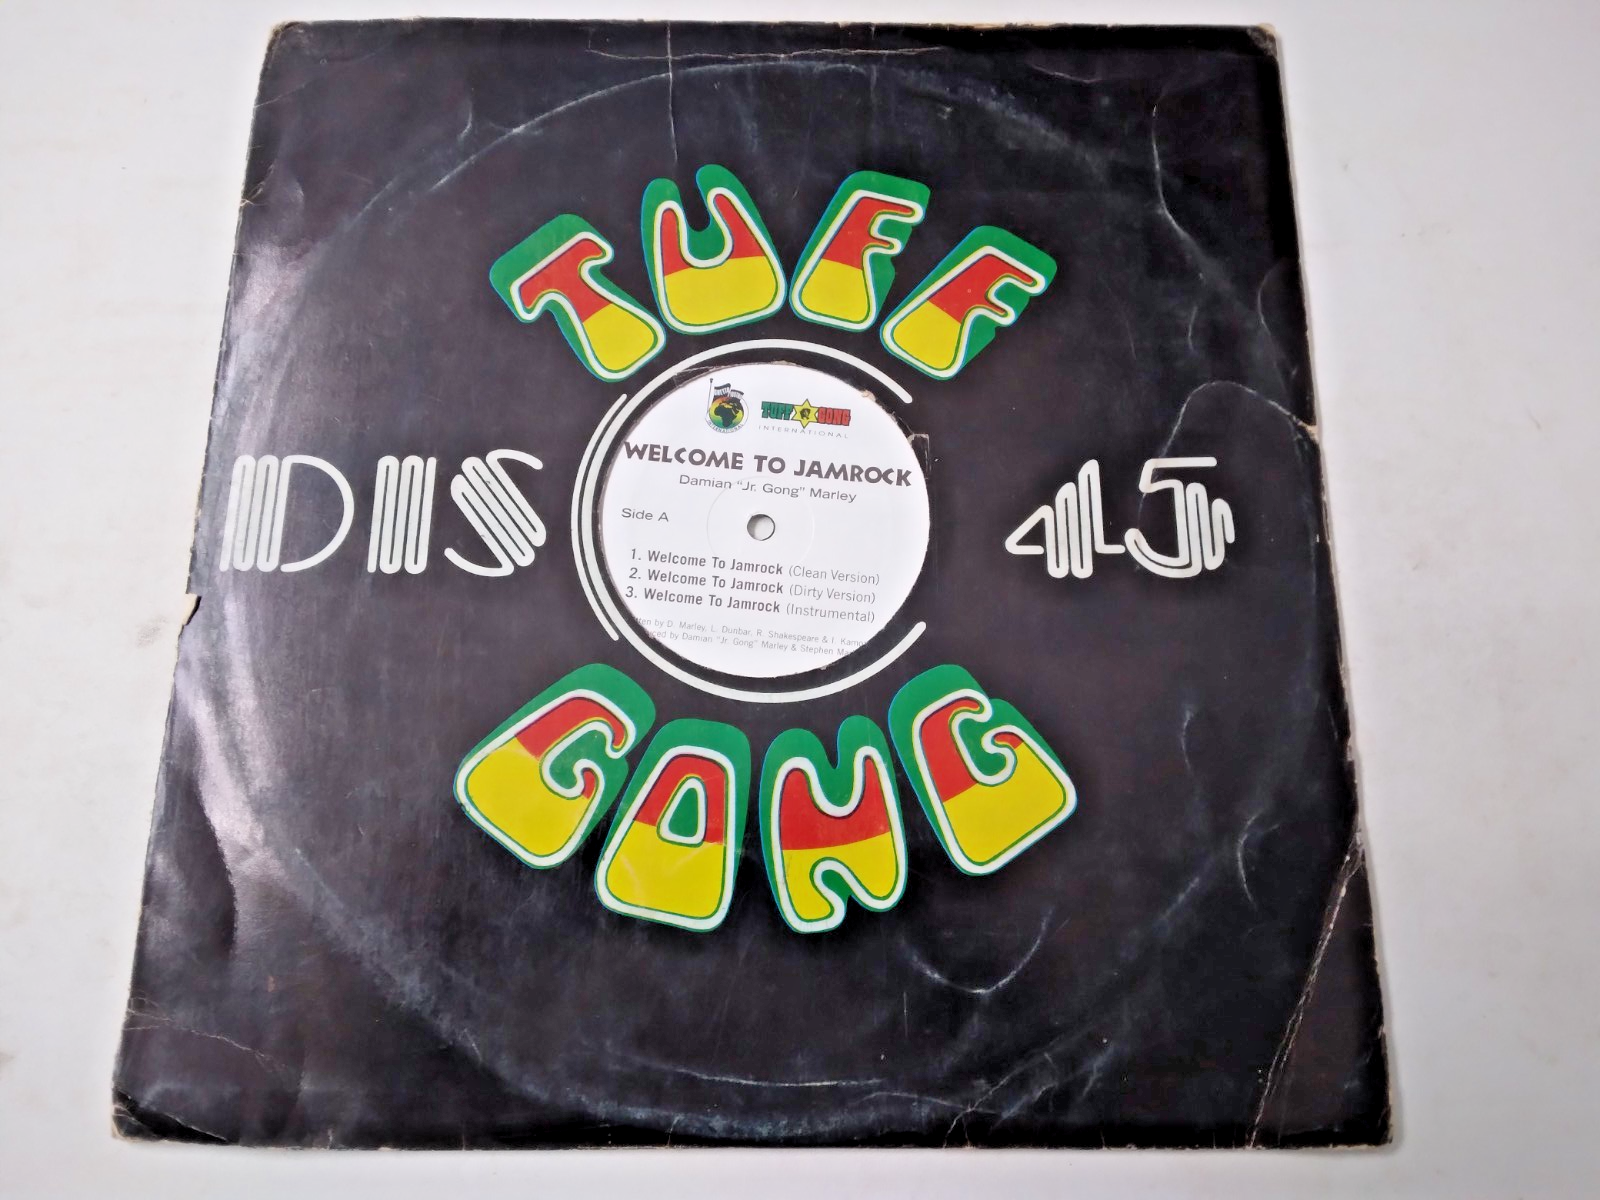 TUFF
DIS 45
TUFF GONG
INTERNATIONAL
WELCOME TO JAMROCK
Damian "Jr. Gong" Marley
Side A
1. Welcome To Jamrock (Clean Version)
2. Welcome To Jamrock (Dirty Version)
3. Welcome To Jamrock (Instrumental)
by D. Marley, L. Dunbar, R. Shakespeare & I.
by Damian "Jr. Gong" Marley & Stephen
GONG